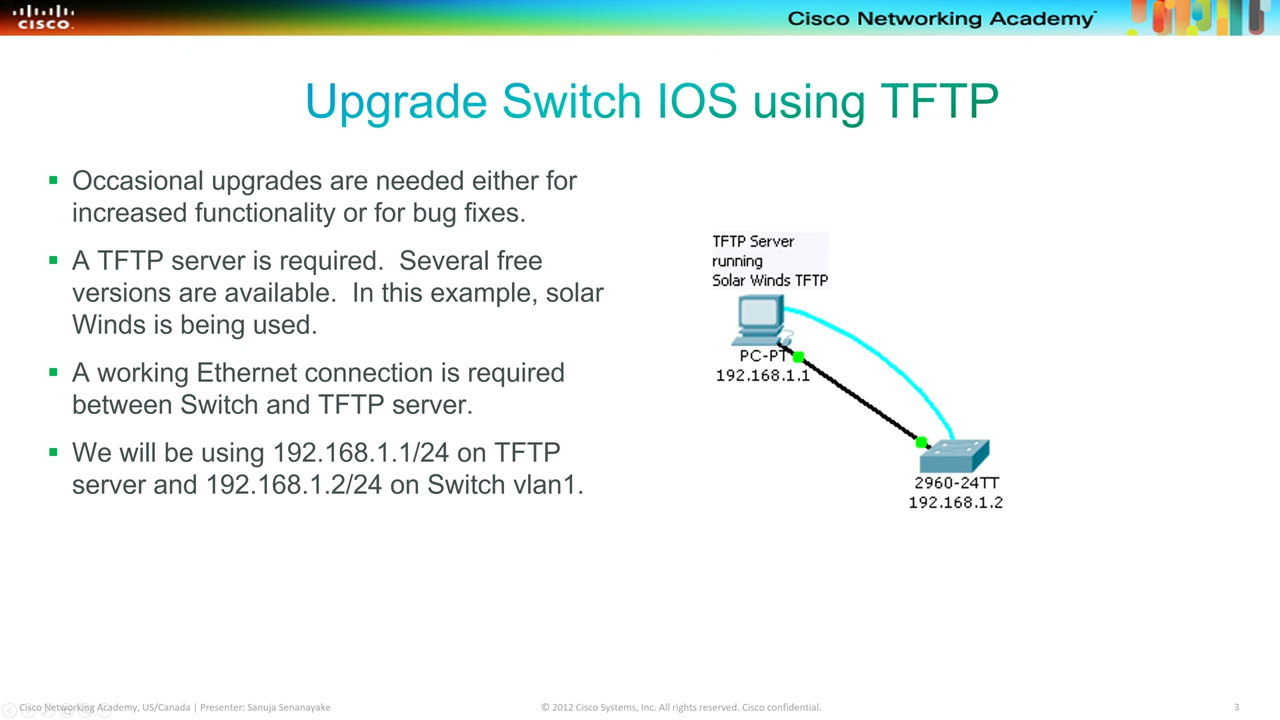 CISCO.
Cisco Networking Academy
Upgrade Switch IOS using TFTP
Occasional upgrades are needed either for
increased functionality or for bug fixes.
A TFTP server is required.  Several free
versions are available.  In this example, solar
Winds is being used.
A working Ethernet connection is required
between Switch and TFTP server.
We will be using 192.168.1.1/24 on TFTP
server and 192.168.1.2/24 on Switch vlan1.
TFTP Server
running
Solar Winds TFTP
PC-PT
192.168.1.1
2960-24TT
192.168.1.2
Cisco Networking Academy, US/Canada | Presenter: Sanuja Senanayake
© 2012 Cisco Systems, Inc. All rights reserved. Cisco confidential.
3